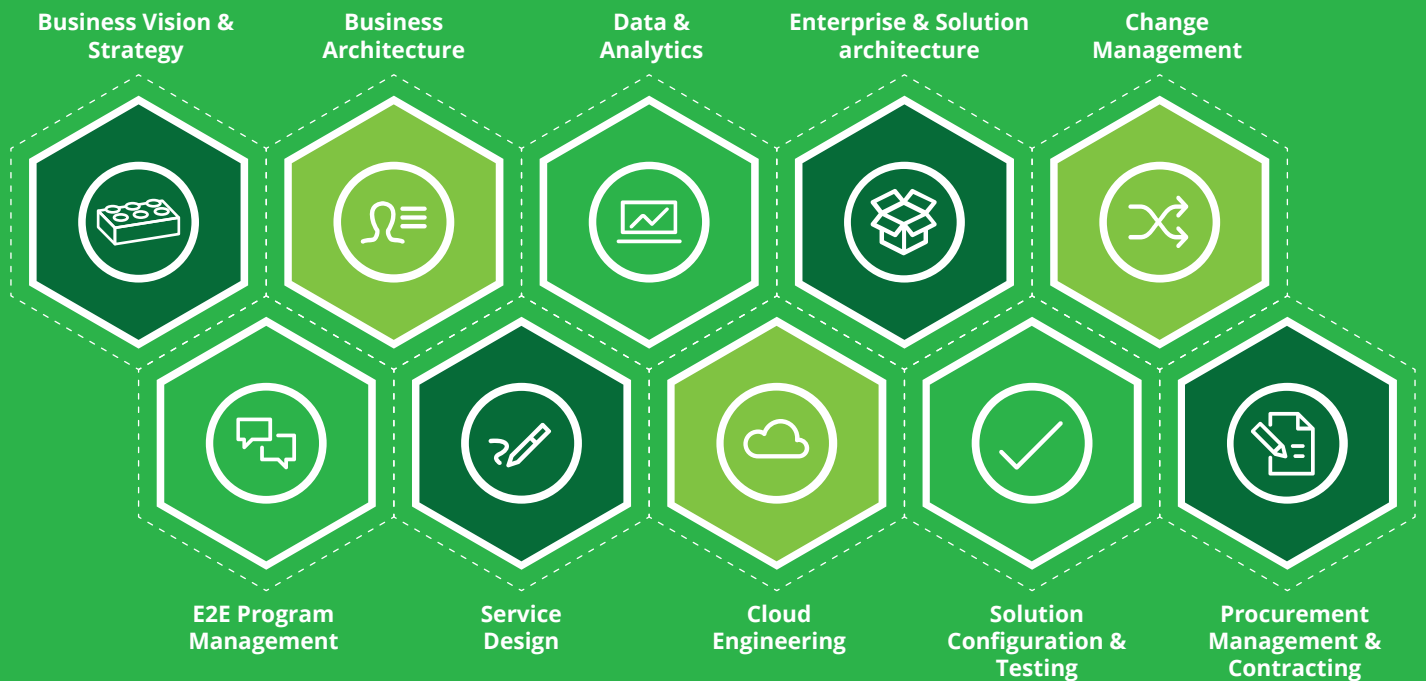 Business Vision &
Strategy
Business
Architecture
Data &
Analytics
Enterprise & Solution
architecture
Change
Management
E2E Program
Management
Service
Design
Cloud
Engineering
Solution
Configuration &
Testing
Procurement
Management &
Contracting